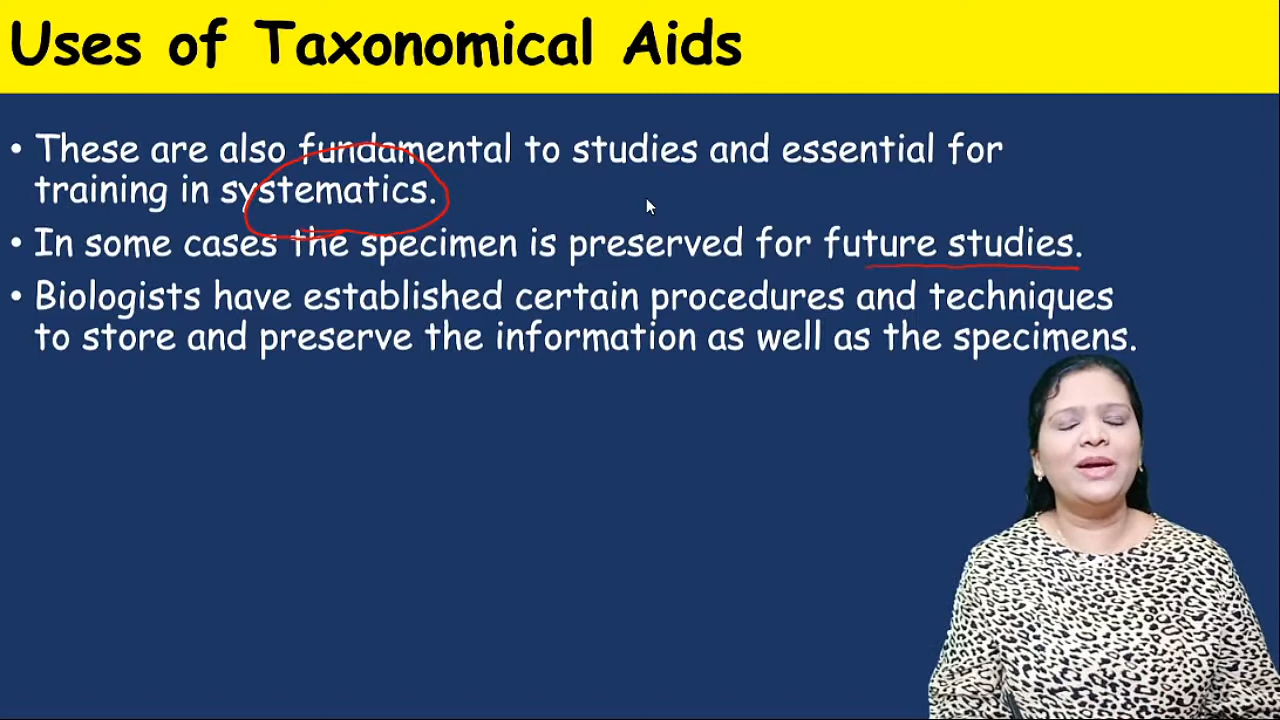 Uses of Taxonomical Aids
• These are also fundamental to studies and essential for
training in systematics.
• In some cases the specimen is preserved for future studies.
• Biologists have established certain procedures and techniques
to store and preserve the information as well as the specimens.